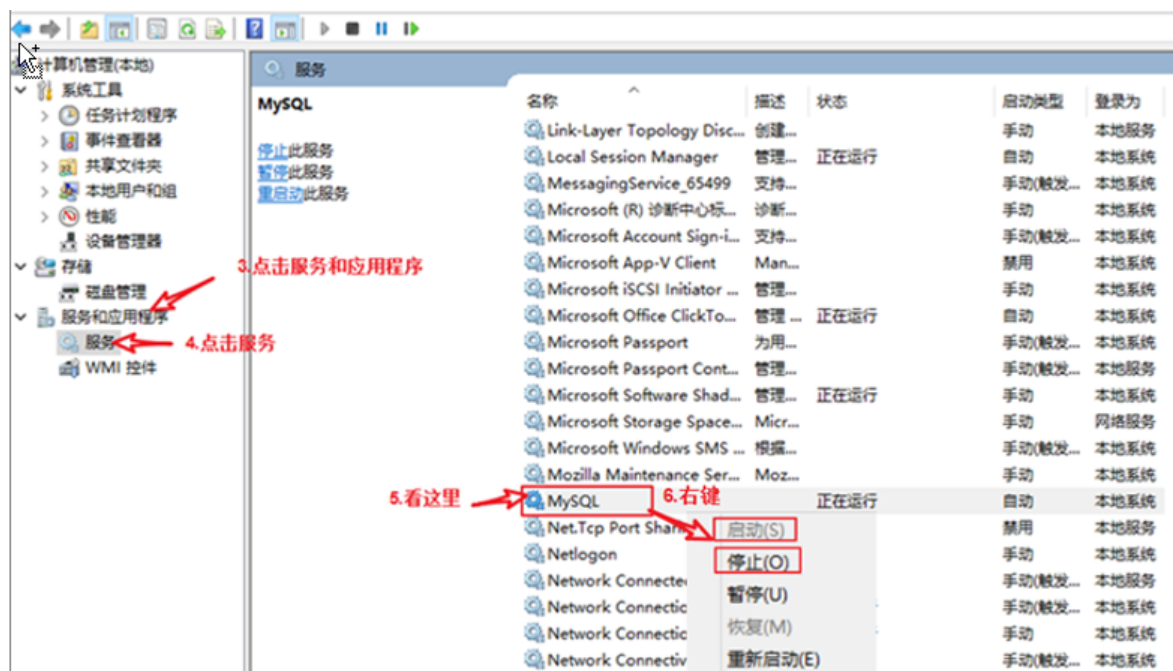 计算机管理(本地)
系统工具
任务计划程序
事件查看器
共享文件夹
本地用户和组
性能
设备管理器
存储
磁盘管理
服务和应用程序
服务
WMI 控件
3.点击服务和应用程序
4.点击服务
服务
MySQL
停止此服务
暂停此服务
重启动此服务
名称 描述 状态 启动类型 登录为
Link-Layer Topology Disc... 创建... 手动 本地服务
Local Session Manager 管理... 正在运行 自动 本地系统
MessagingService_65499 支持... 手动(触发... 本地系统
Microsoft (R) 诊断中心标... 诊断... 手动 本地系统
Microsoft Account Sign-i... 支持... 手动(触发... 本地系统
Microsoft App-V Client Man... 禁用 本地系统
Microsoft iSCSI Initiator ... 管理... 手动 本地系统
Microsoft Office ClickTo... 管理 ... 正在运行 自动 本地系统
Microsoft Passport 为用... 手动(触发... 本地系统
Microsoft Passport Cont... 管理... 手动(触发... 本地服务
Microsoft Software Shad... 管理... 正在运行 手动 本地系统
Microsoft Storage Space... Micr... 手动 网络服务
Microsoft Windows SMS ... 根据... 手动(触发... 本地系统
Mozilla Maintenance Ser... Moz... 手动 本地系统
5.看这里
MySQL 正在运行 自动 本地系统
6.右键
Net.Tcp Port Shar 禁用 本地服务
Netlogon 手动 本地系统
Network Connecte 手动(触发... 本地服务
Network Connectic 手动(触发... 本地系统
Network Connectic 手动 本地系统
Network Connectiv 手动(触发... 本地系统
启动(S)
停止(O)
暂停(U)
恢复(M)
重新启动(E)